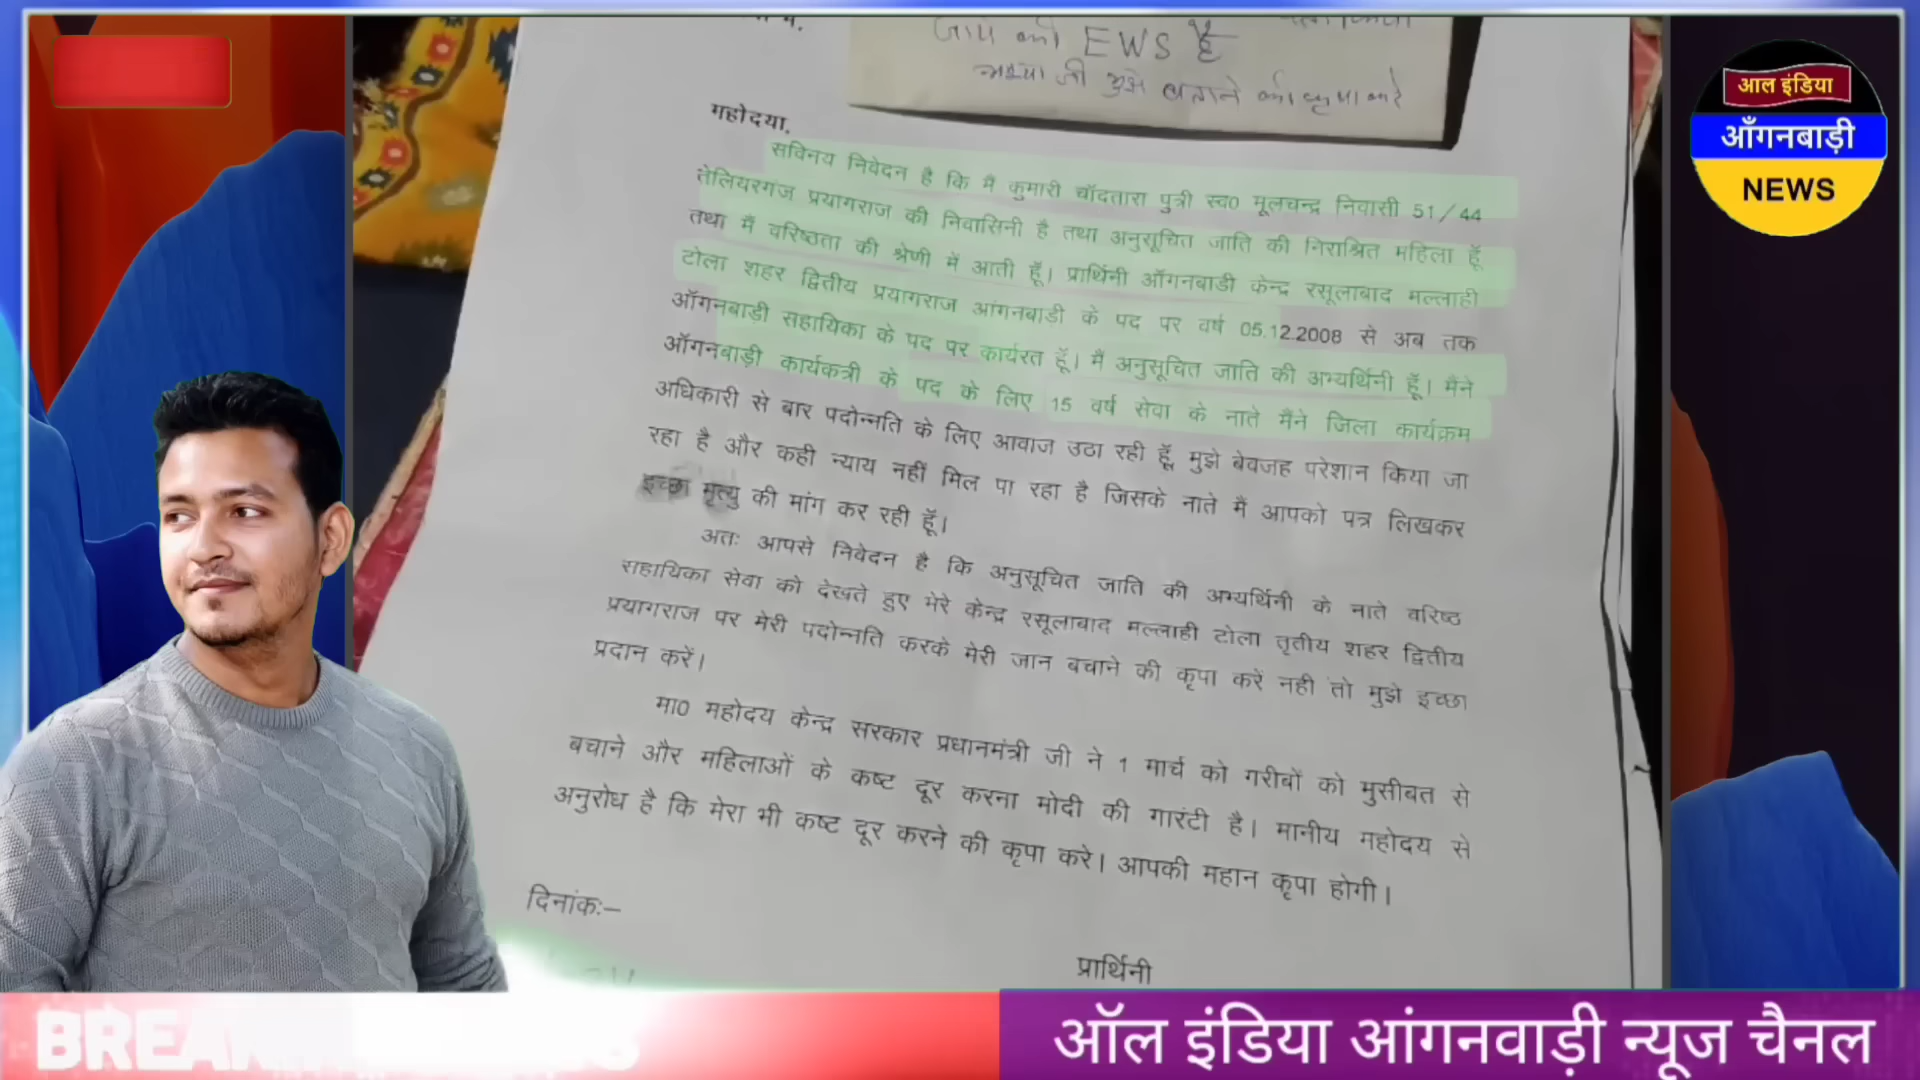 को EWS है
मुझे बताने की कृपा करे
महोदया,
सविनय निवेदन है कि मैं कुमारी चॉदतारा पुत्री स्व0 मूलचन्द्र निवासी 51/44
तेलियरगंज प्रयागराज की निवासिनी है तथा अनुसूचित जाति की निराश्रित महिला हूँ
तथा मैं वरिष्ठता की श्रेणी में आती हूँ। प्रार्थिनी ऑगनबाडी केन्द्र रसूलाबाद मल्लाही
टोला शहर द्वितीय प्रयागराज आंगनबाडी के पद पर वर्ष 05.12.2008 से अब तक
ऑगनबाड़ी सहायिका के पद पर कार्यरत हूँ। मैं अनुसूचित जाति की अभ्यर्थिनी हूँ। मैंने
ऑगनबाड़ी कार्यकत्री के पद के लिए 15 वर्ष सेवा के नाते मैंने जिला कार्यक्रम
अधिकारी से बार पदोन्नति के लिए आवाज उठा रही हूँ, मुझे बेवजह परेशान किया जा
रहा है और कही न्याय नहीं मिल पा रहा है जिसके नाते मैं आपको पत्र लिखकर
इच्छा मृत्यु की मांग कर रही हूँ।
अतः आपसे निवेदन है कि अनुसूचित जाति की अभ्यर्थिनी के नाते वरिष्ठ
सहायिका सेवा को देखते हुए मेरे केन्द्र रसूलाबाद मल्लाही टोला तृतीय शहर द्वितीय
प्रयागराज पर मेरी पदोन्नति करके मेरी जान बचाने की कृपा करें नही तो मुझे इच्छा
प्रदान करें।
मा0 महोदय केन्द्र सरकार प्रधानमंत्री जी ने 1 मार्च को गरीबों को मुसीबत से
बचाने और महिलाओं के कष्ट दूर करना मोदी की गारंटी है। मानीय महोदय से
अनुरोध है कि मेरा भी कष्ट दूर करने की कृपा करे। आपकी महान कृपा होगी।
दिनांकः–
प्रार्थिनी
आल इंडिया
आँगनबाड़ी
NEWS
ऑल इंडिया आंगनवाड़ी न्यूज चैनल